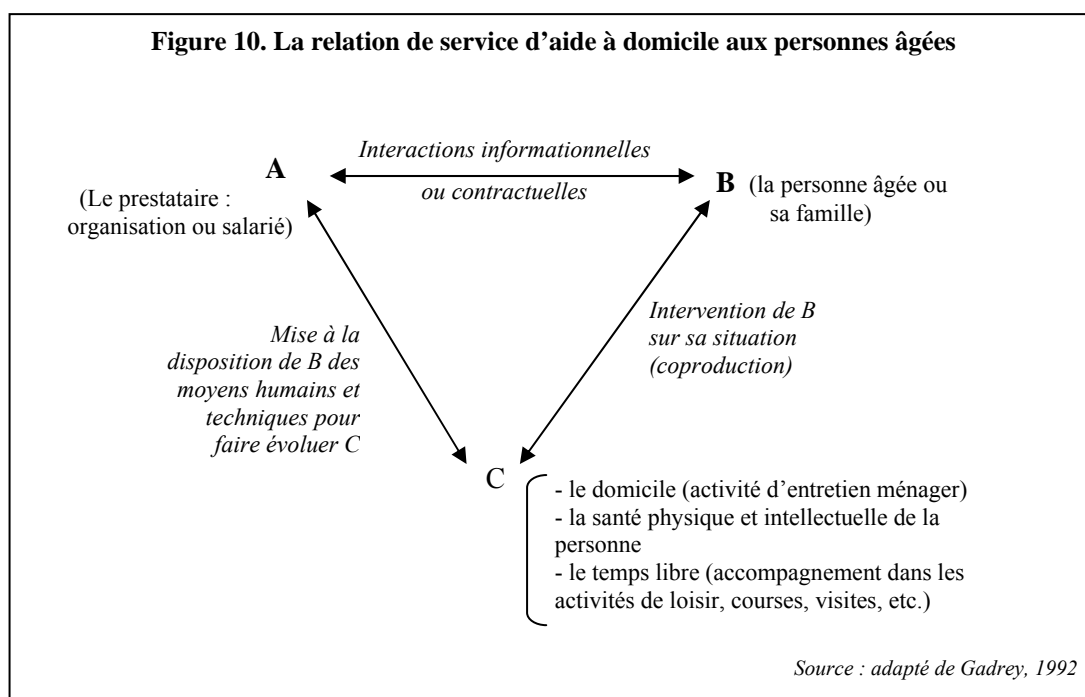 Figure 10. La relation de service d'aide à domicile aux personnes âgées
Interactions informationnelles
ou contractuelles
A
(Le prestataire :
organisation ou salarié)
B (la personne âgée ou
sa famille)
Mise à la
disposition de B des
moyens humains et
techniques pour
faire évoluer C
Intervention de B
sur sa situation
(coproduction)
C
- le domicile (activité d'entretien ménager)
- la santé physique et intellectuelle de la
personne
- le temps libre (accompagnement dans les
activités de loisir, courses, visites, etc.)
Source : adapté de Gadrey, 1992